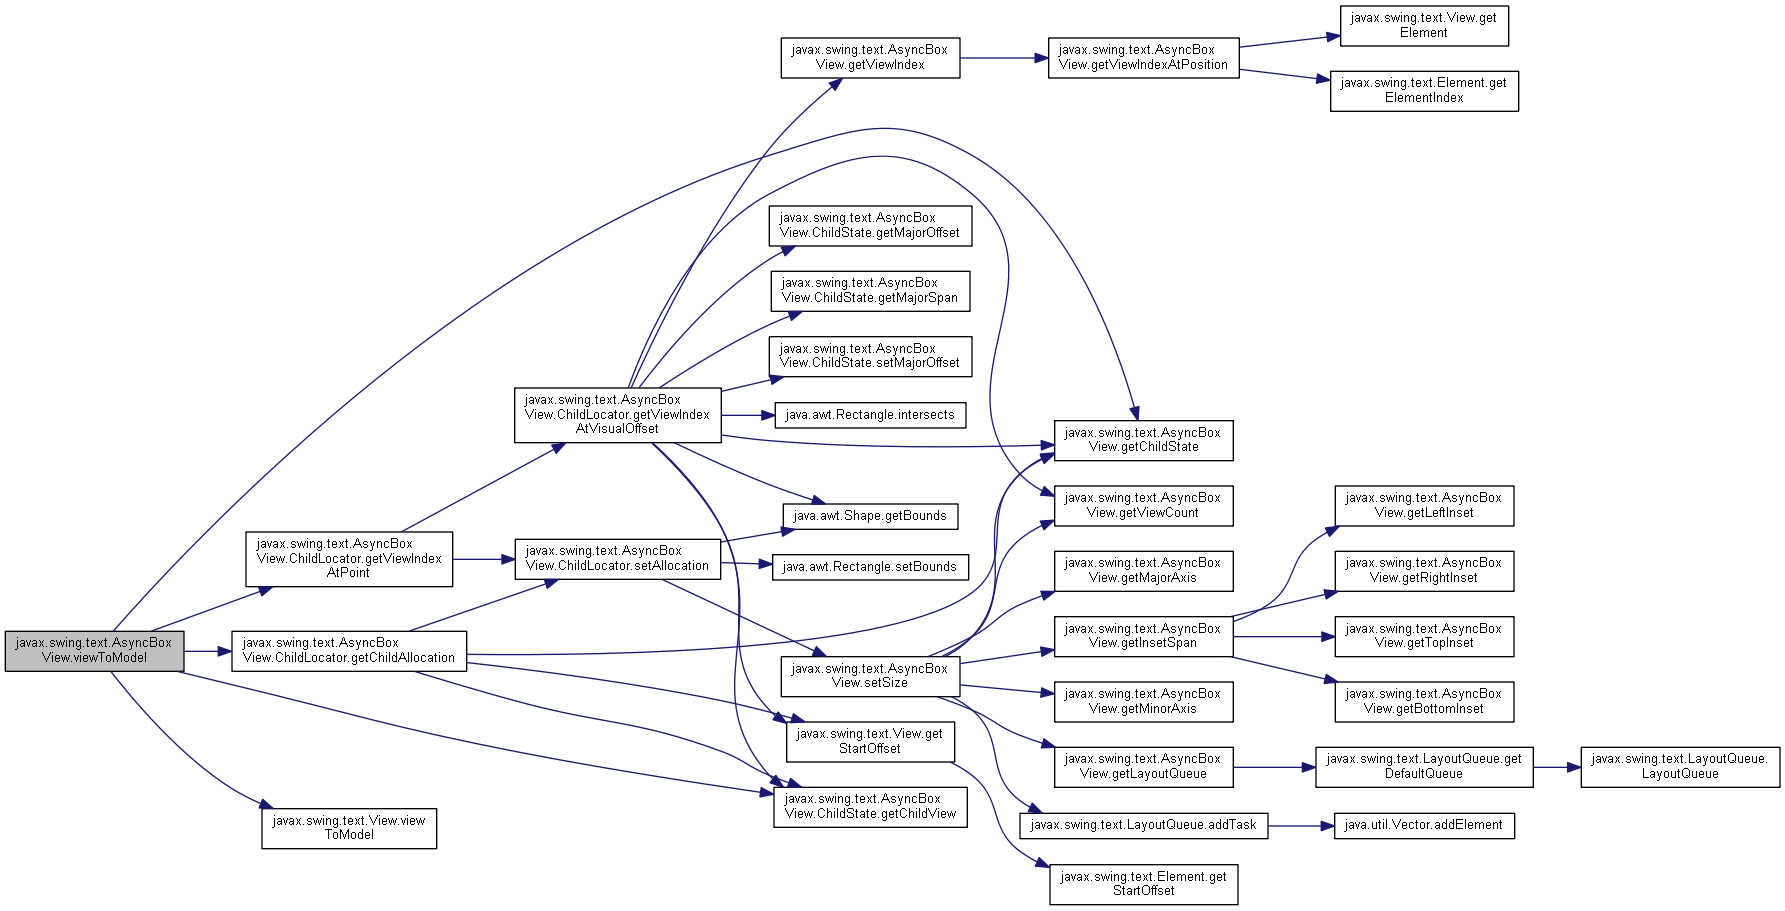 javax.swing.text.View.get
Element
javax.swing.text.AsyncBox
View.getViewIndex
javax.swing.text.AsyncBox
View.getViewIndexAtPosition
javax.swing.text.Element.get
ElementIndex
javax.swing.text.AsyncBox
View.ChildState.getMajorOffset
javax.swing.text.AsyncBox
View.ChildState.getMajorSpan
javax.swing.text.AsyncBox
View.ChildState.setMajorOffset
javax.swing.text.AsyncBox
View.ChildLocator.getViewIndex
AtVisualOffset
java.awt.Rectangle.intersects
javax.swing.text.AsyncBox
View.getChildState
java.awt.Shape.getBounds
javax.swing.text.AsyncBox
View.getViewCount
javax.swing.text.AsyncBox
View.getLeftInset
javax.swing.text.AsyncBox
View.ChildLocator.getViewIndex
AtPoint
javax.swing.text.AsyncBox
View.ChildLocator.setAllocation
java.awt.Rectangle.setBounds
javax.swing.text.AsyncBox
View.getMajorAxis
javax.swing.text.AsyncBox
View.getRightInset
javax.swing.text.AsyncBox
View.viewToModel
javax.swing.text.AsyncBox
View.ChildLocator.getChildAllocation
javax.swing.text.AsyncBox
View.setSize
javax.swing.text.AsyncBox
View.getInsetSpan
javax.swing.text.AsyncBox
View.getTopInset
javax.swing.text.AsyncBox
View.getMinorAxis
javax.swing.text.AsyncBox
View.getBottomInset
javax.swing.text.View.get
StartOffset
javax.swing.text.AsyncBox
View.getLayoutQueue
javax.swing.text.LayoutQueue.get
DefaultQueue
javax.swing.text.LayoutQueue.
LayoutQueue
javax.swing.text.View.view
ToModel
javax.swing.text.AsyncBox
View.ChildState.getChildView
javax.swing.text.LayoutQueue.addTask
java.util.Vector.addElement
javax.swing.text.Element.get
StartOffset